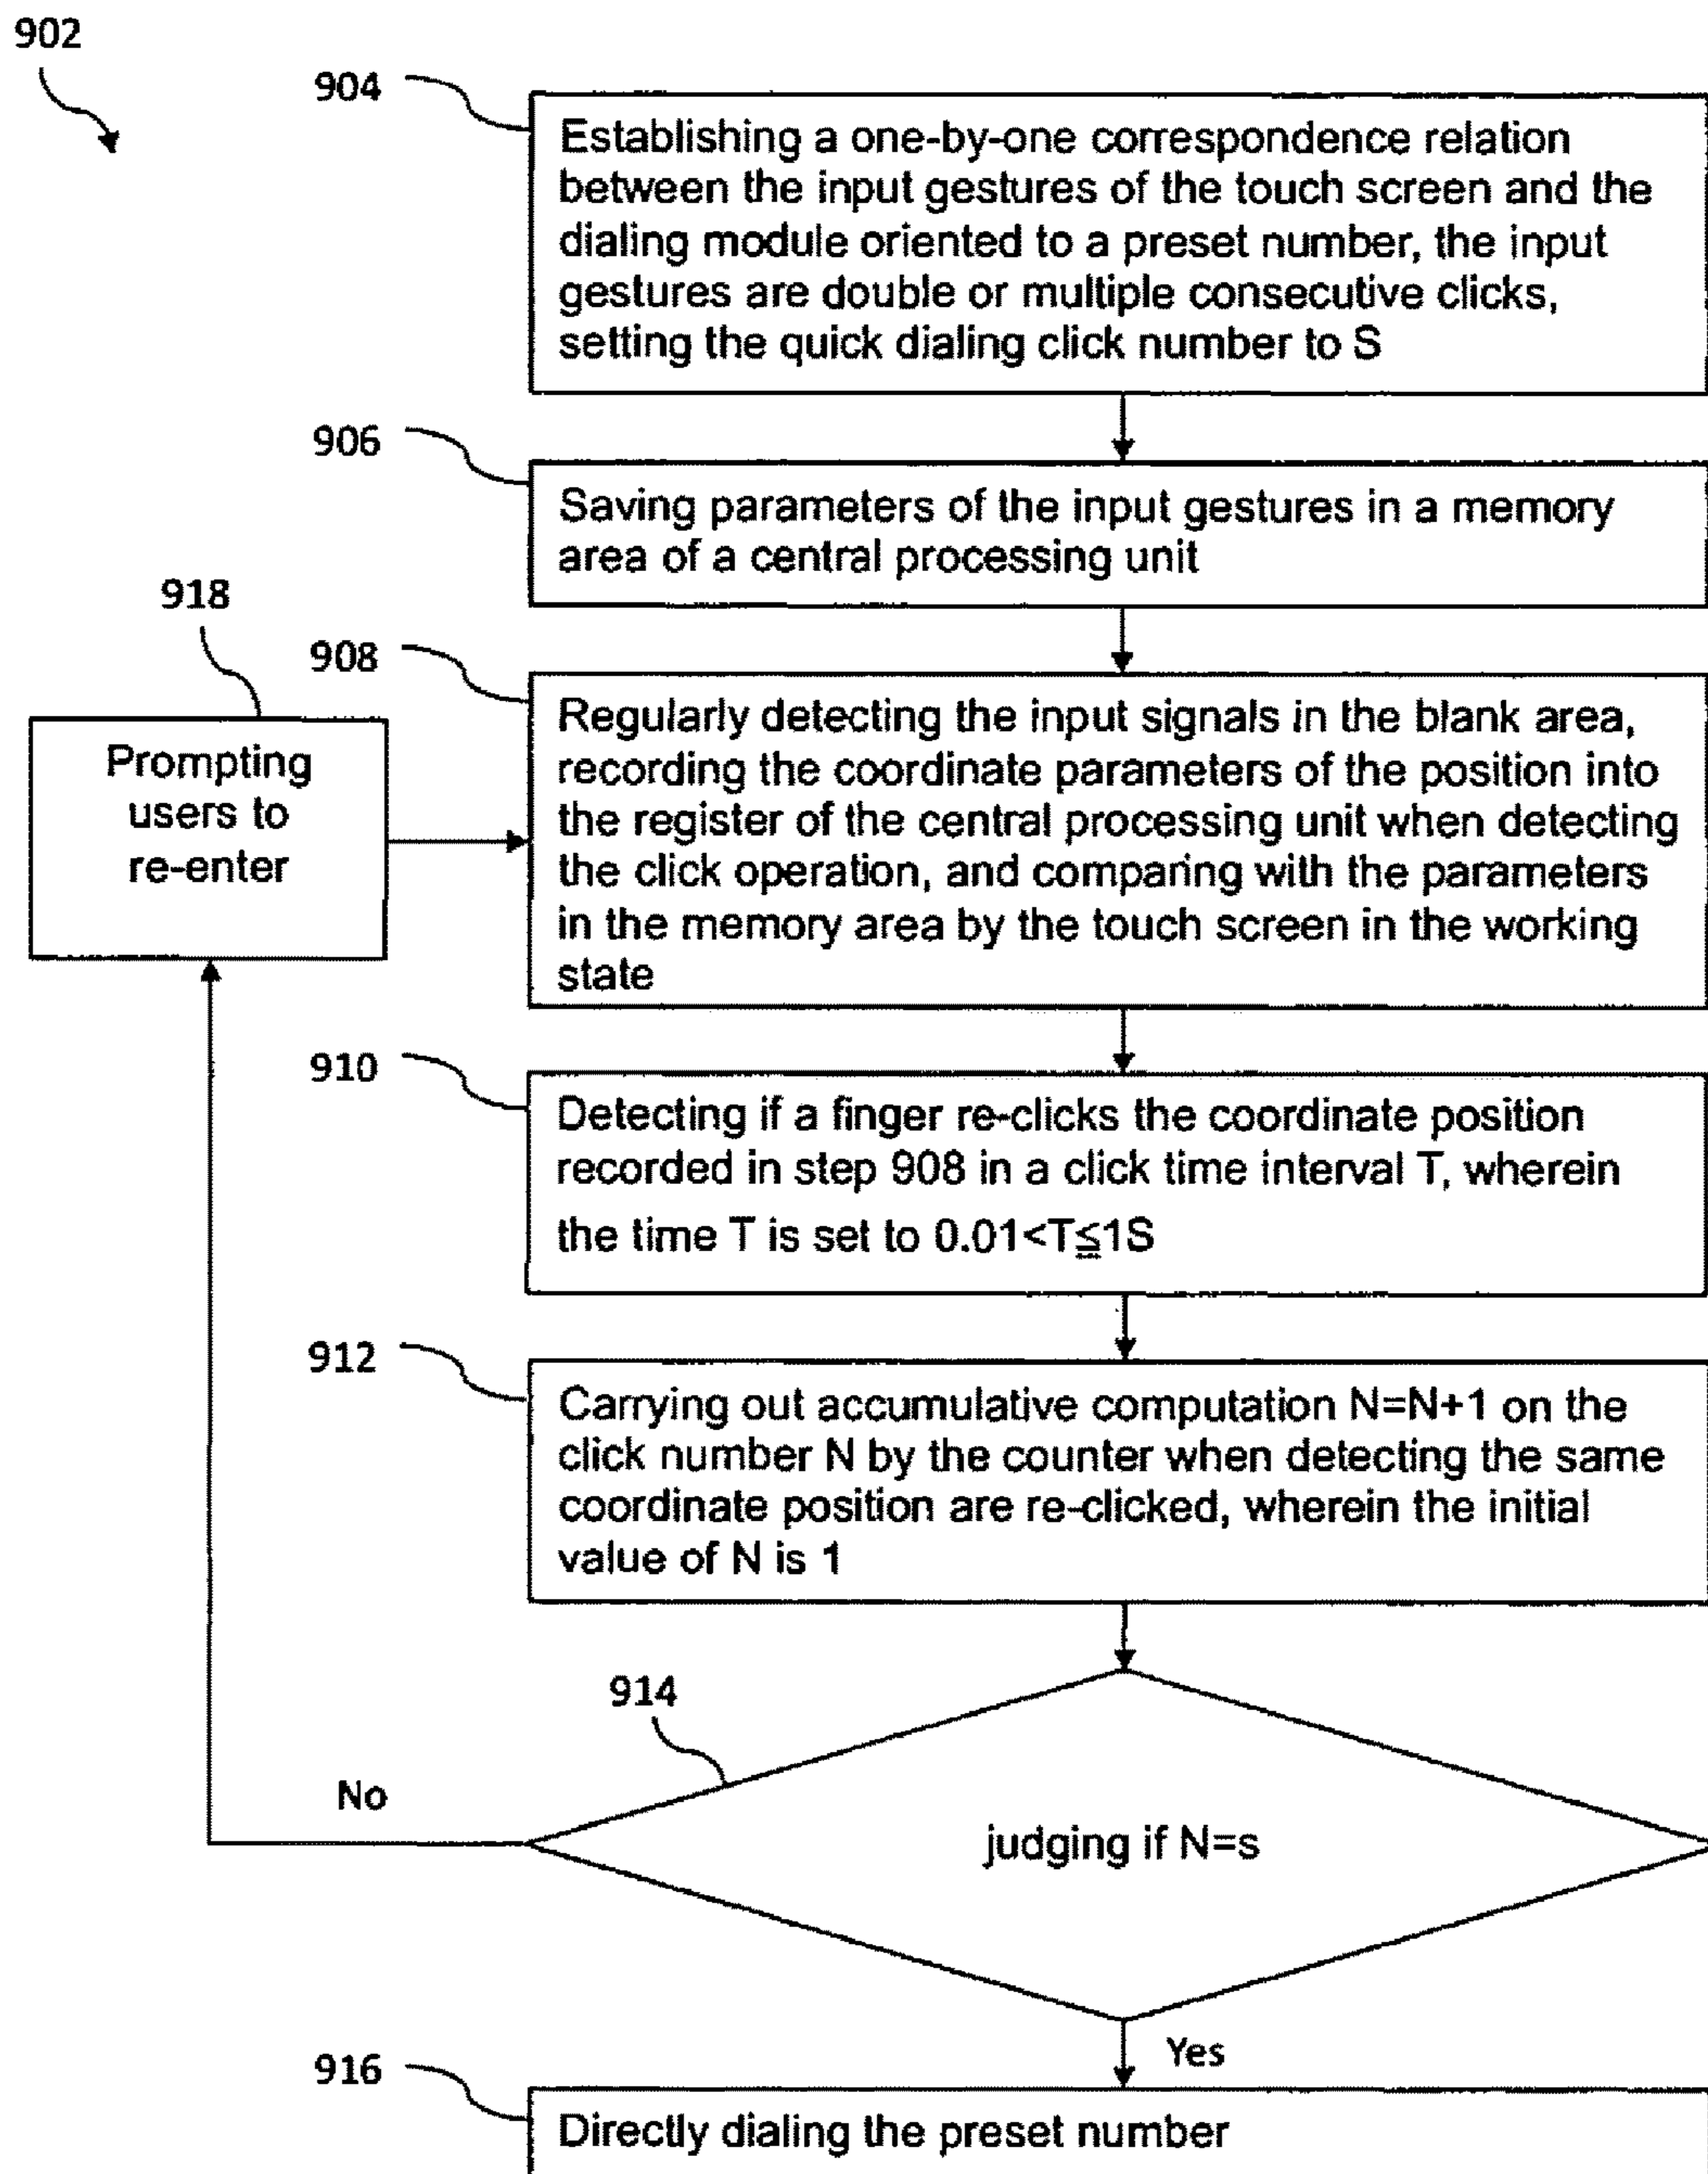 902
904
Establishing a one-by-one correspondence relation
between the input gestures of the touch screen and the
dialing module oriented to a preset number, the input
gestures are double or multiple consecutive clicks,
setting the quick dialing click number to S
906
Saving parameters of the input gestures in a memory
area of a central processing unit
918
Prompting
users to
re-enter
908
Regularly detecting the input signals in the blank area,
recording the coordinate parameters of the position into
the register of the central processing unit when detecting
the click operation, and comparing with the parameters
in the memory area by the touch screen in the working
state
910
Detecting if a finger re-clicks the coordinate position
recorded in step 908 in a click time interval T, wherein
the time T is set to 0.01<T≦1S
912
Carrying out accumulative computation N=N+1 on the
click number N by the counter when detecting the same
coordinate position are re-clicked, wherein the initial
value of N is 1
914
No
judging if N=s
Yes
916
Directly dialing the preset number